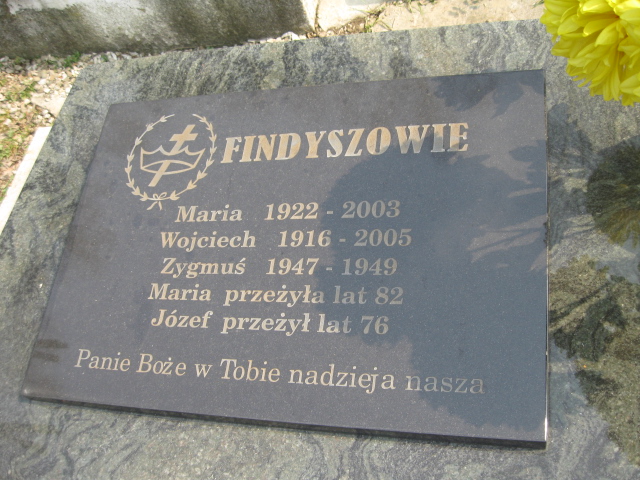 FINDYSZOWIE
Maria 1922 - 2003
Wojciech 1916 - 2005
Zygmuś 1947 - 1949
Maria przeżyła lat 82
Józef przeżył lat 76
Panie Boże w Tobie nadzieja nasza